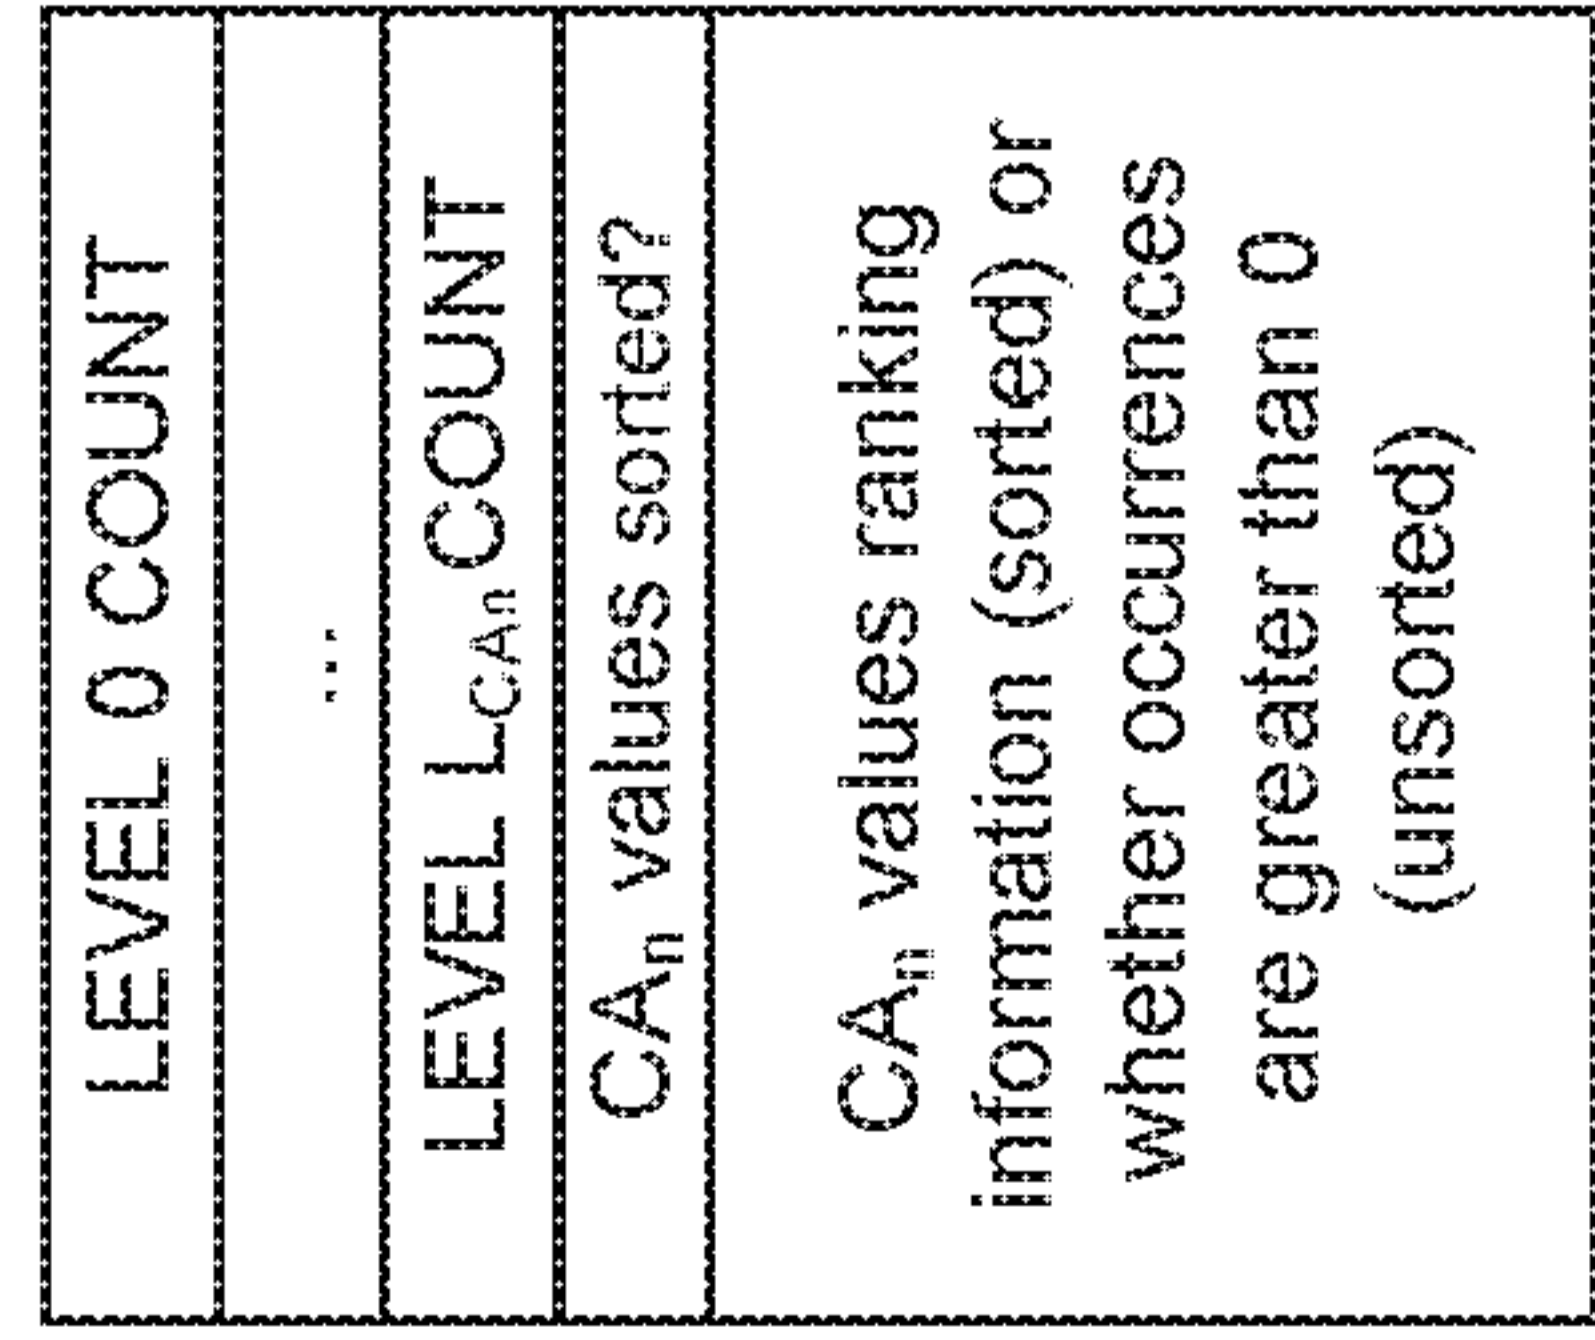 LEVEL 0 COUNT
...
LEVEL L_CAn COUNT
CAn values sorted?
CAn values ranking
information (sorted) or
whether occurrences
are greater than 0
(unsorted)